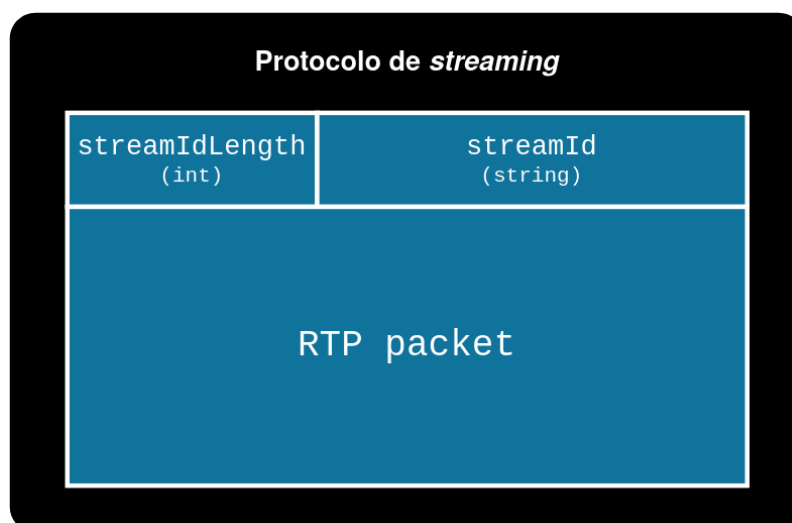 Protocolo de streaming
streamIdLength
(int)
streamId
(string)
RTP packet